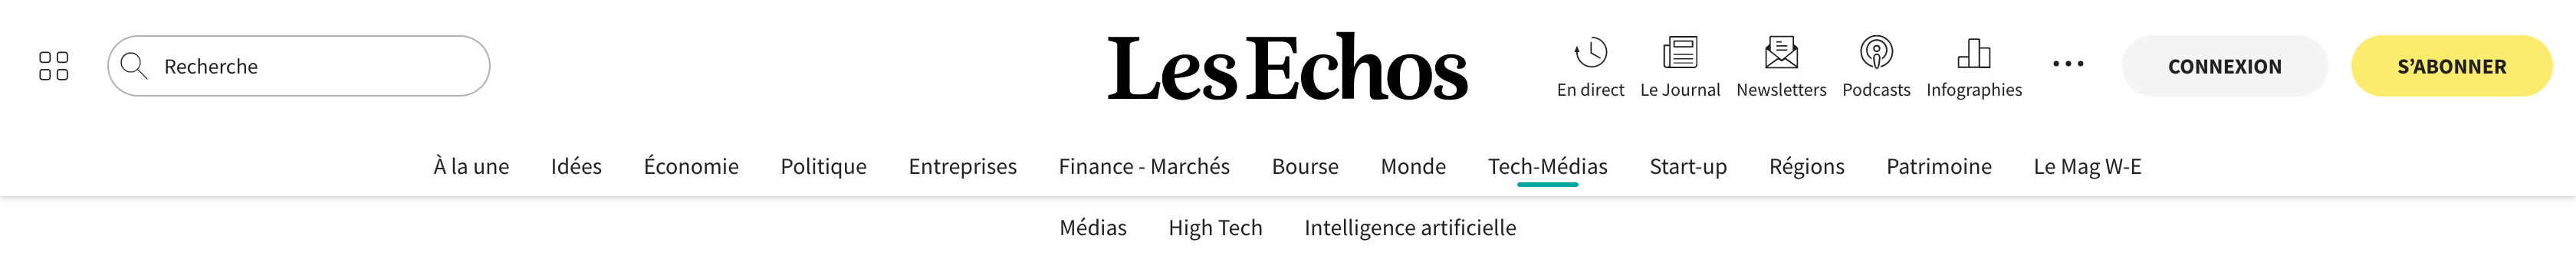 Recherche
Les Echos
En direct Le Journal Newsletters Podcasts Infographies
CONNEXION
S’ABONNER
À la une Idées Économie Politique Entreprises Finance - Marchés Bourse Monde Tech-Médias Start-up Régions Patrimoine Le Mag W-E
Médias High Tech Intelligence artificielle